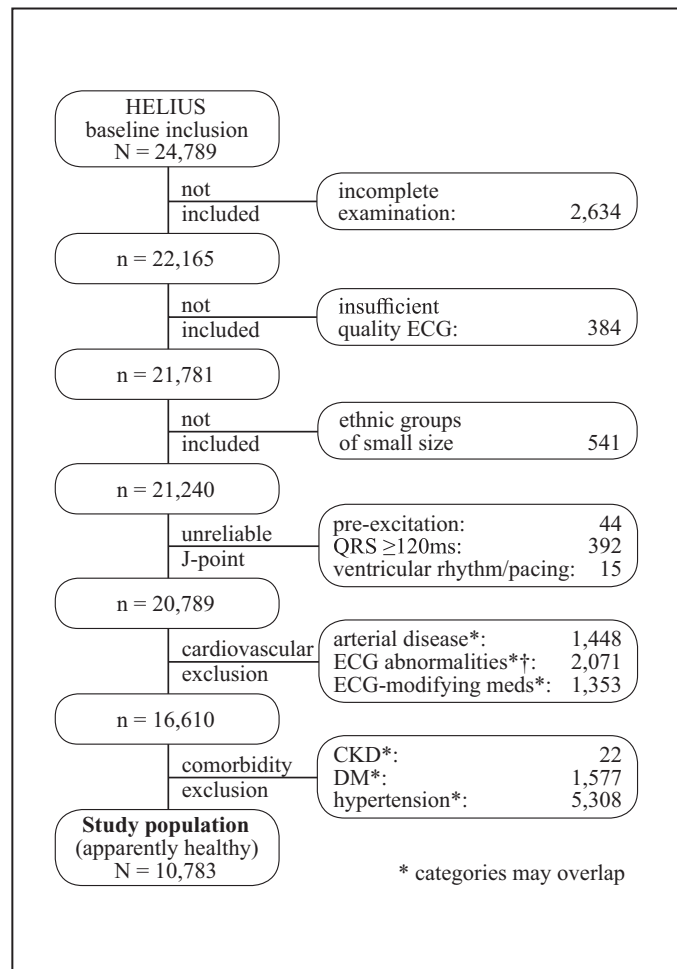 HELIUS
baseline inclusion
N = 24,789
not
included
incomplete
examination: 2,634
n = 22,165
not
included
insufficient
quality ECG: 384
n = 21,781
not
included
ethnic groups
of small size 541
n = 21,240
unreliable
J-point
pre-excitation: 44
QRS ≥120ms: 392
ventricular rhythm/pacing: 15
n = 20,789
cardiovascular
exclusion
arterial disease*: 1,448
ECG abnormalities*†: 2,071
ECG-modifying meds*: 1,353
n = 16,610
comorbidity
exclusion
CKD*: 22
DM*: 1,577
hypertension*: 5,308
Study population
(apparently healthy)
N = 10,783
* categories may overlap